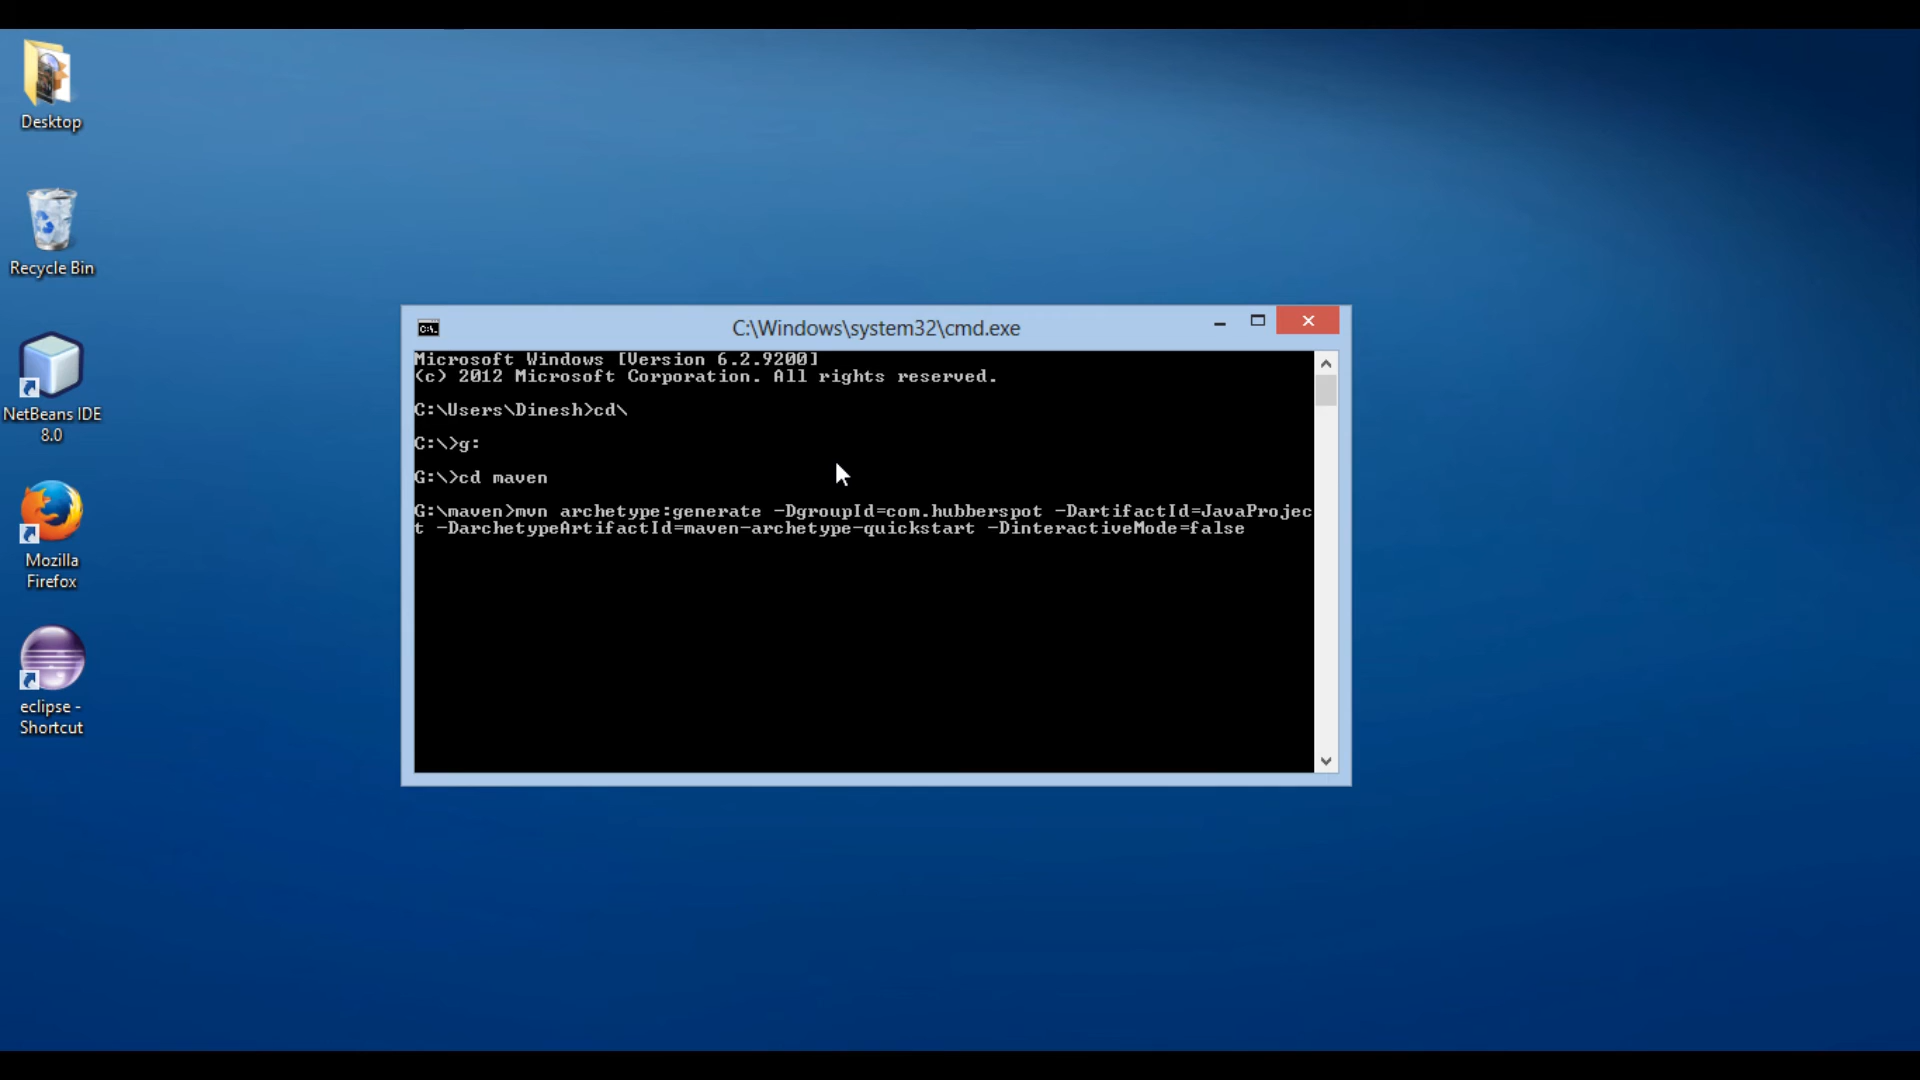 Desktop
Recycle Bin
NetBeans IDE
8.0
Mozilla
Firefox
eclipse -
Shortcut
C:\Windows\system32\cmd.exe
Microsoft Windows [Version 6.2.9200]
(c) 2012 Microsoft Corporation. All rights reserved.
C:\Users\Dinesh>cd\
C:\>g:
G:\>cd maven
G:\maven>mvn archetype:generate -DgroupId=com.hubberspot -DartifactId=JavaProjec
t -DarchetypeArtifactId=maven-archetype-quickstart -DinteractiveMode=false